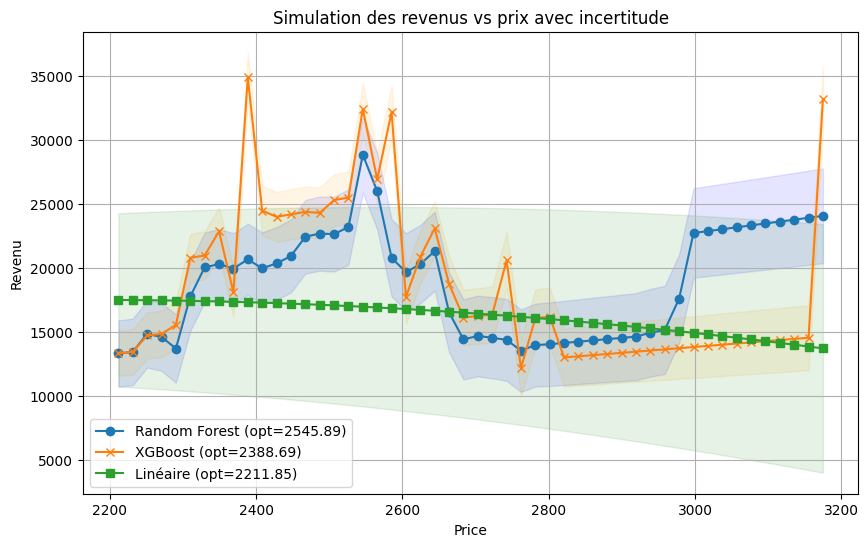 Simulation des revenus vs prix avec incertitude
Revenu
35000
30000
25000
20000
15000
10000
5000
Random Forest (opt=2545.89)
XGBoost (opt=2388.69)
Linéaire (opt=2211.85)
2200 2400 2600 2800 3000 3200
Price